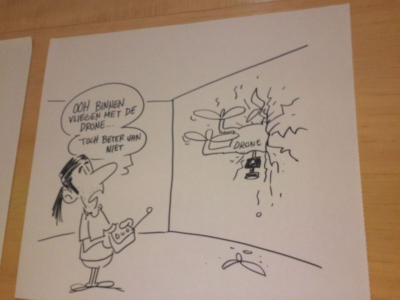 OOH BINNEN
VLIEGEN MET DE
DRONE...
TOCH BETER VAN
NIET
DRONE